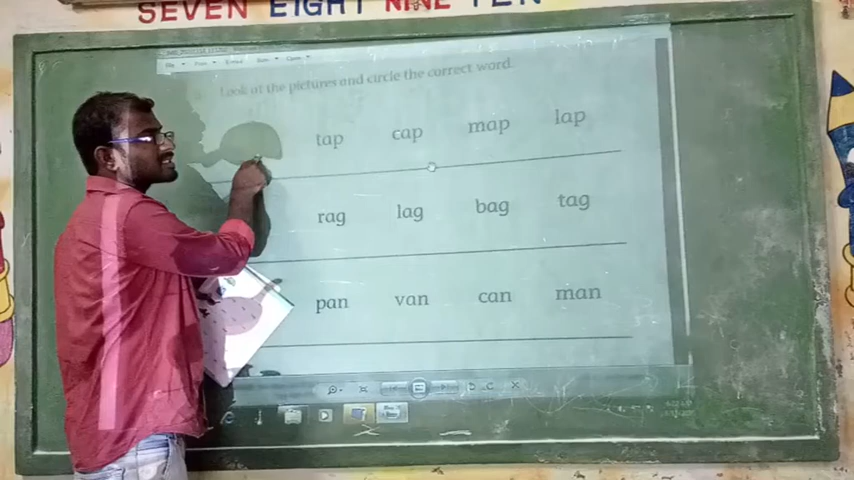 SEVEN EIGHT NINE TEN
Look at the pictures and circle the correct word.
tap cap map lap
rag lag bag tag
pan van can man